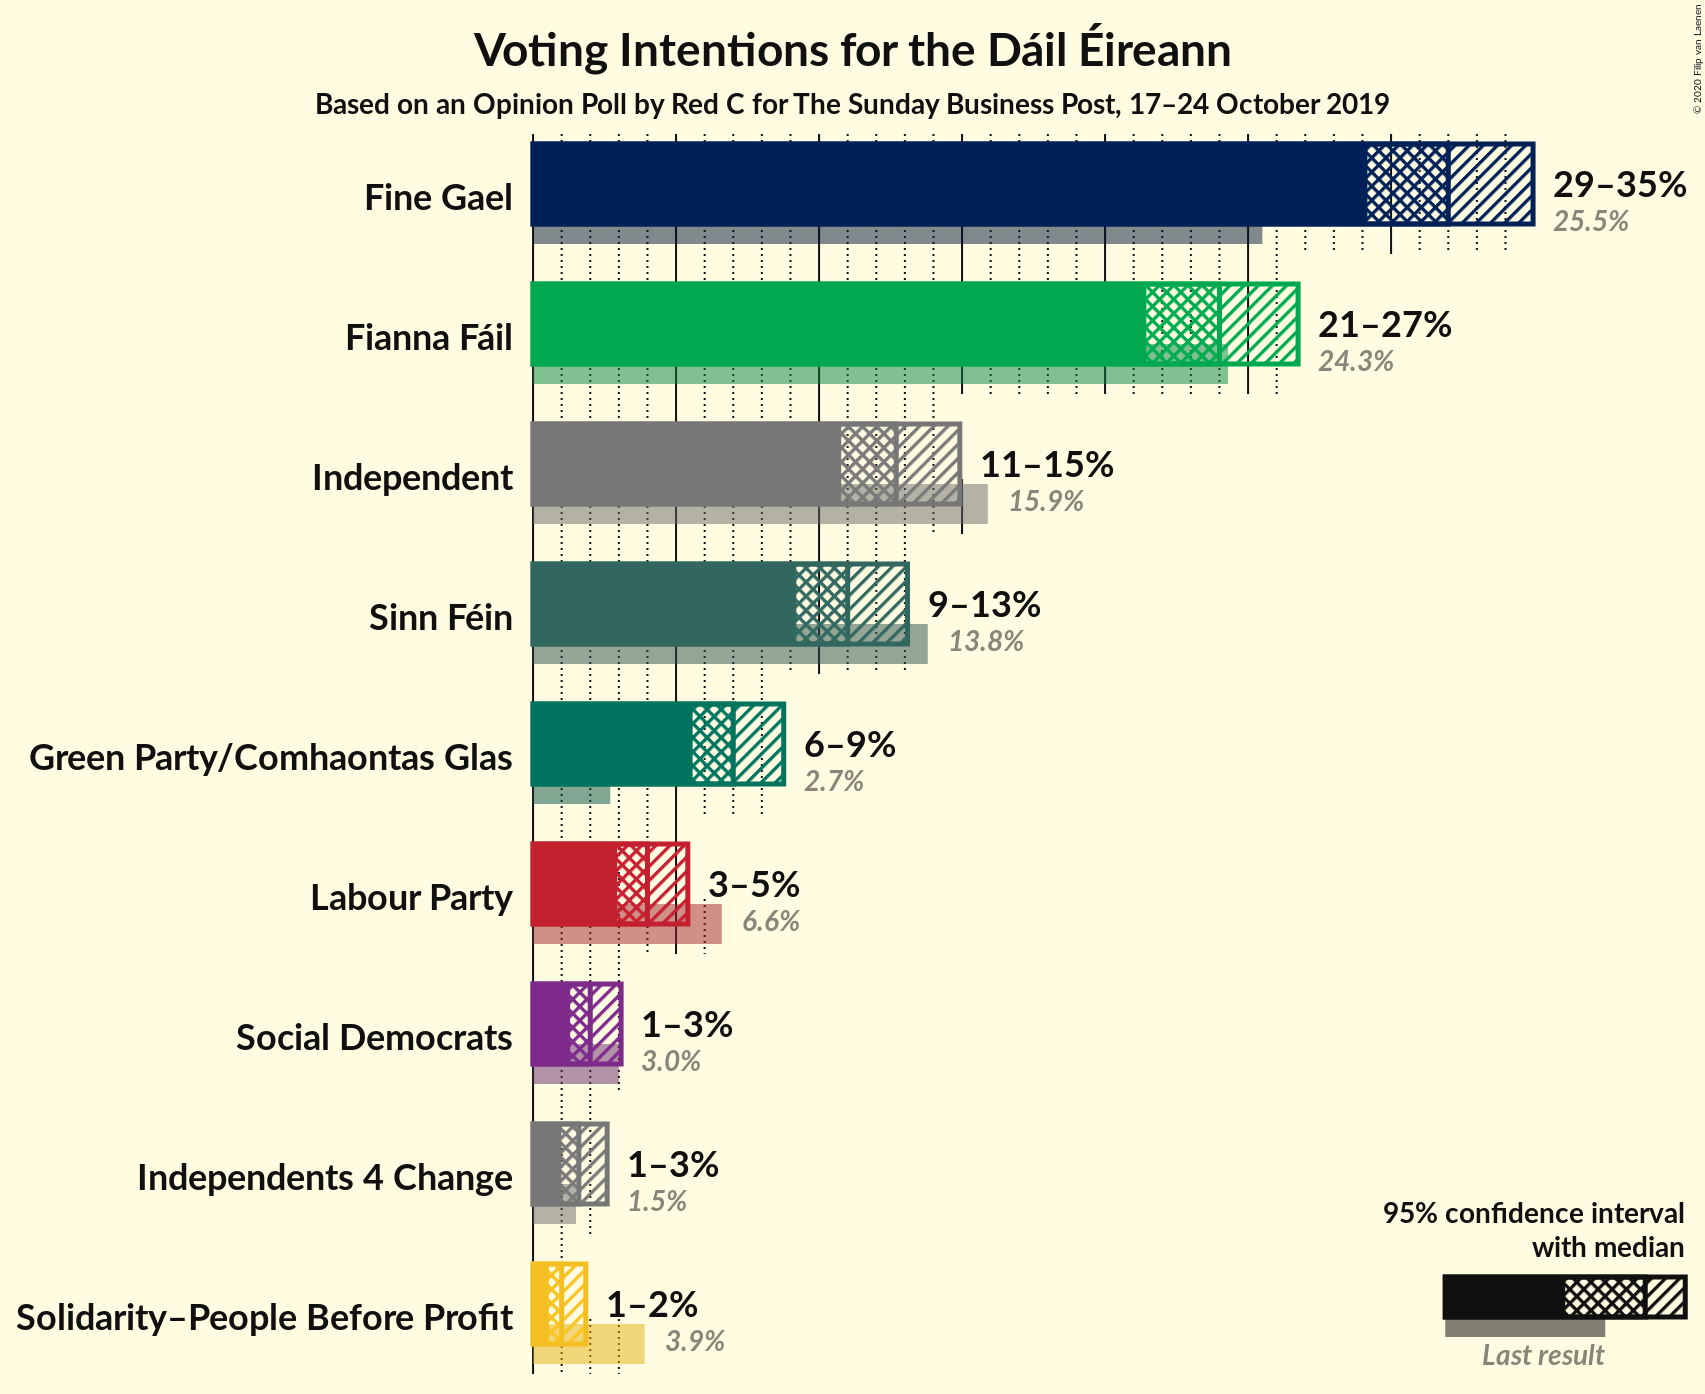 Voting Intentions for the Dáil Éireann
Based on an Opinion Poll by Red C for The Sunday Business Post, 17–24 October 2019
© 2020 Filip van Laenen
Fine Gael
29–35%
25.5%
Fianna Fáil
21–27%
24.3%
Independent
11–15%
15.9%
Sinn Féin
9–13%
13.8%
Green Party/Comhaontas Glas
6–9%
2.7%
Labour Party
3–5%
6.6%
Social Democrats
1–3%
3.0%
Independents 4 Change
1–3%
1.5%
Solidarity–People Before Profit
1–2%
3.9%
95% confidence interval
with median
Last result